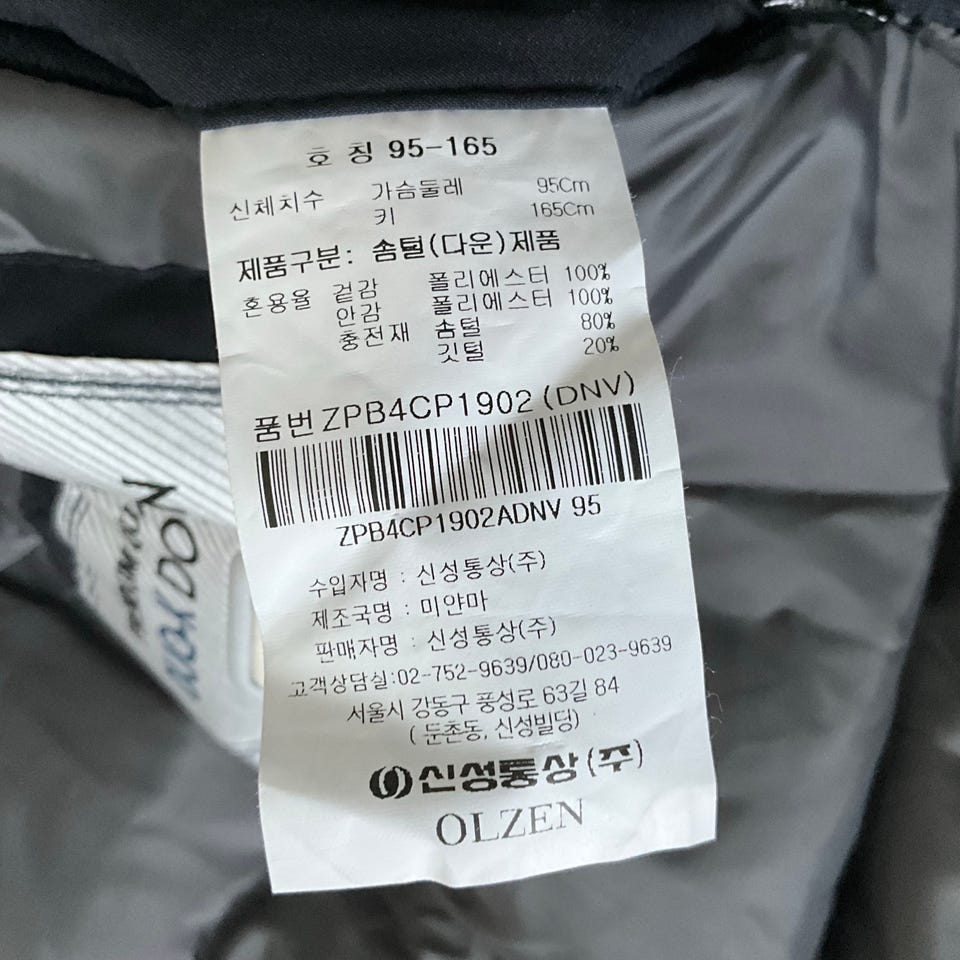 호 칭 95-165
신체치수 가슴둘레 95Cm
키 165Cm
제품구분: 솜털(다운)제품
혼용율 겉감 폴리에스터 100%
안감 폴리에스터 100%
충전재 솜털 80%
깃털 20%
품번 ZPB4CP1902 (DNV)
ZPB4CP1902ADNV 95
수입자명 : 신성통상(주)
제조국명 : 미얀마
판매자명 : 신성통상(주)
고객상담실:02-752-9639/080-023-9639
서울시 강동구 풍성로 63길 84
( 둔촌동, 신성빌딩)
신성통상(주)
OLZEN